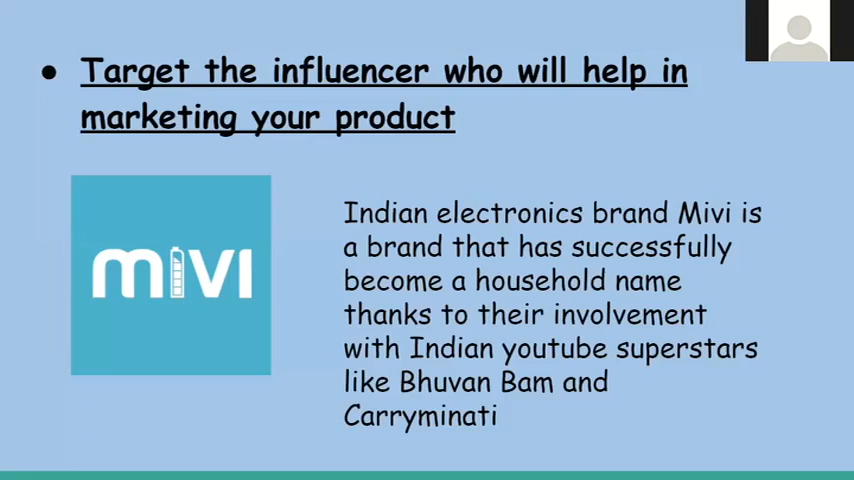 ● Target the influencer who will help in
marketing your product
mivi
Indian electronics brand Mivi is
a brand that has successfully
become a household name
thanks to their involvement
with Indian youtube superstars
like Bhuvan Bam and
Carryminati